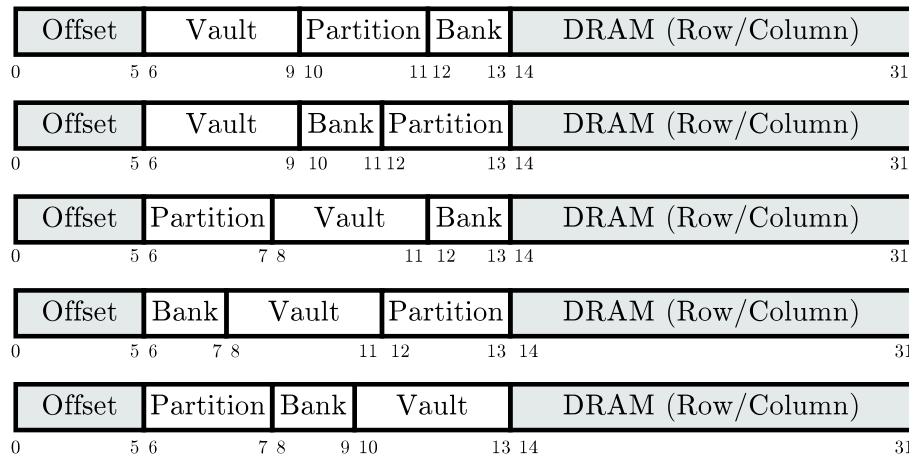 Offset Vault Partition Bank DRAM (Row/Column)
0 5 6 9 10 11 12 13 14 31
Offset Vault Bank Partition DRAM (Row/Column)
0 5 6 9 10 11 12 13 14 31
Offset Partition Vault Bank DRAM (Row/Column)
0 5 6 7 8 11 12 13 14 31
Offset Bank Vault Partition DRAM (Row/Column)
0 5 6 7 8 11 12 13 14 31
Offset Partition Bank Vault DRAM (Row/Column)
0 5 6 7 8 9 10 13 14 31